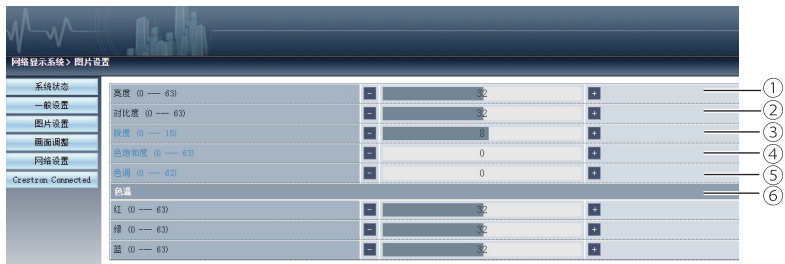 网络显示系统> 图片设置
系统状态
一般设置
图片设置
画面调整
网络设置
Crestron Connected
亮度 (0 —— 63) - 32 + ①
对比度 (0 —— 63) - 32 + ②
锐度 (0 —— 15) - 8 + ③
色饱和度 (0 —— 63) - 0 + ④
色调 (0 —— 63) - 0 + ⑤
色温 ⑥
红 (0 —— 63) - 32 +
绿 (0 —— 63) - 32 +
蓝 (0 —— 63) - 32 +